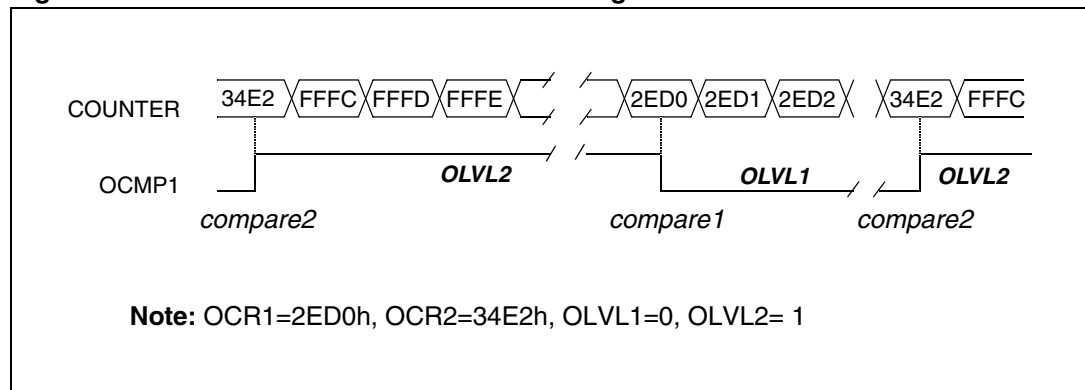 COUNTER 34E2 FFFC FFFD FFFE 2ED0 2ED1 2ED2 34E2 FFFC
OCMP1 OLVL2 OLVL1 OLVL2
compare2 compare1 compare2
Note: OCR1=2ED0h, OCR2=34E2h, OLVL1=0, OLVL2= 1